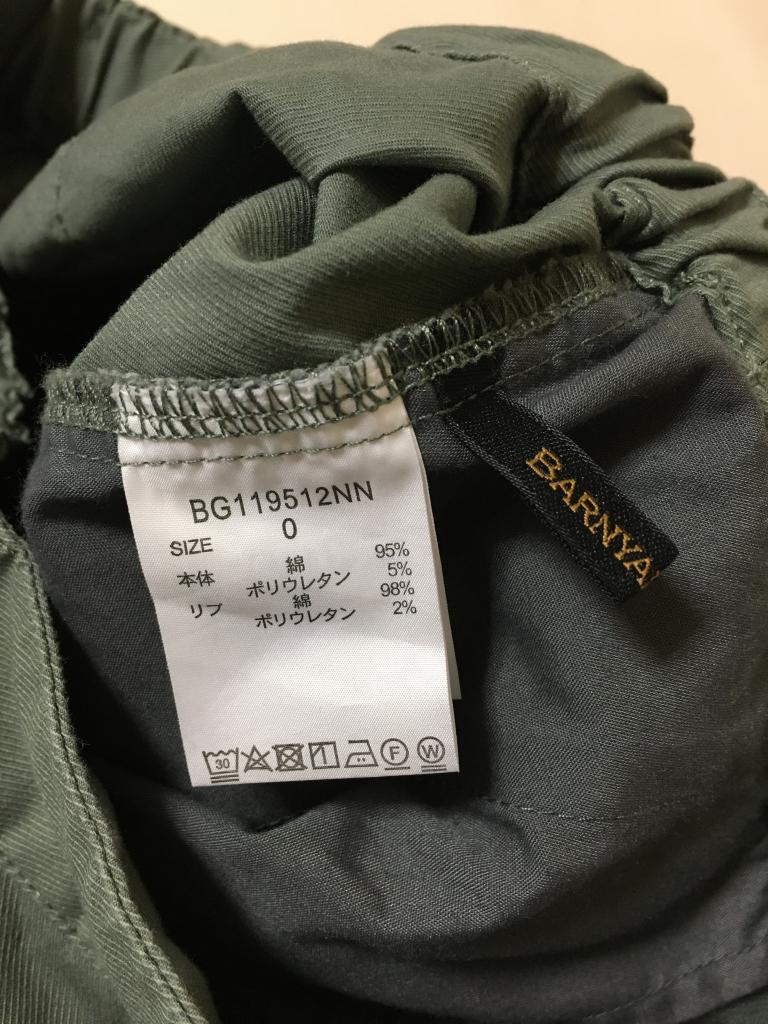 BG119512NN
SIZE 0
本体 綿 95%
ポリウレタン 5%
リブ 綿 98%
ポリウレタン 2%
30 F W
BARNYA